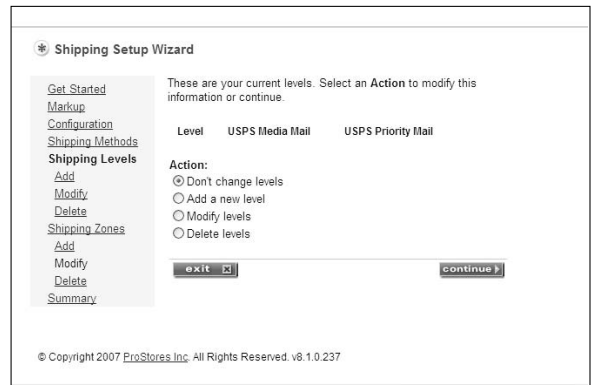 Shipping Setup Wizard
Get Started
Markup
Configuration
Shipping Methods
Shipping Levels
Add
Modify
Delete
Shipping Zones
Add
Modify
Delete
Summary
These are your current levels. Select an Action to modify this
information or continue.
Level USPS Media Mail USPS Priority Mail
Action:
Don't change levels
Add a new level
Modify levels
Delete levels
exit
continue
© Copyright 2007 ProStores Inc. All Rights Reserved. v8.1.0.237